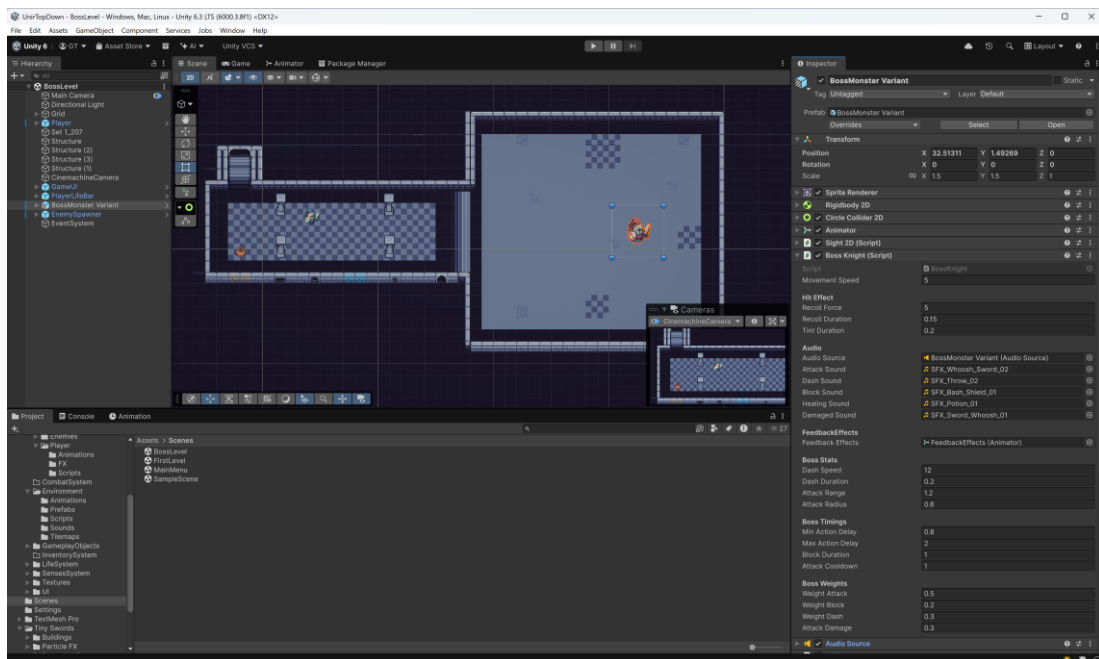 UnirTopDown - BossLevel - Windows, Mac, Linux - Unity 6.3 LTS (6000.3.8f1) <DX12>
File Edit Assets GameObject Component Services Jobs Window Help
Unity 6 GT Asset Store AI Unity VCS Layout
Hierarchy
All
BossLevel
Main Camera
Directional Light
Grid
Player
Set 1_207
Structure
Structure (2)
Structure (3)
Structure (1)
CinemachineCamera
GameUI
PlayerLifeBar
BossMonster Variant
EnemySpawner
EventSystem
Scene Game Animator Package Manager
2D
Cameras
CinemachineCamera
Project Console Animation
27
Enemies
Player
Animations
FX
Scripts
CombatSystem
Environment
Animations
Prefabs
Scripts
Sounds
Tilemaps
GameplayObjects
InventorySystem
LifeSystem
SensesSystem
Textures
UI
Scenes
Settings
TextMesh Pro
Tiny Swords
Buildings
Particle FX
Assets > Scenes
BossLevel
FirstLevel
MainMenu
SampleScene
Inspector
BossMonster Variant Static
Tag Untagged Layer Default
Prefab BossMonster Variant
Overrides Select Open
Transform
Position X 32.51311 Y 1.49269 Z 0
Rotation X 0 Y 0 Z 0
Scale X 1.5 Y 1.5 Z 1
Sprite Renderer
Rigidbody 2D
Circle Collider 2D
Animator
Sight 2D (Script)
Boss Knight (Script)
Script BossKnight
Movement Speed 5
Hit Effect
Recoil Force 5
Recoil Duration 0.15
Tint Duration 0.2
Audio
Audio Source BossMonster Variant (Audio Source)
Attack Sound SFX_Whoosh_Sword_02
Dash Sound SFX_Throw_02
Block Sound SFX_Bash_Shield_01
Healing Sound SFX_Potion_01
Damaged Sound SFX_Sword_Whoosh_01
FeedbackEffects
Feedback Effects FeedbackEffects (Animator)
Boss Stats
Dash Speed 12
Dash Duration 0.2
Attack Range 1.2
Attack Radius 0.6
Boss Timings
Min Action Delay 0.8
Max Action Delay 2
Block Duration 1
Attack Cooldown 1
Boss Weights
Weight Attack 0.5
Weight Block 0.2
Weight Dash 0.3
Attack Damage 0.3
Audio Source